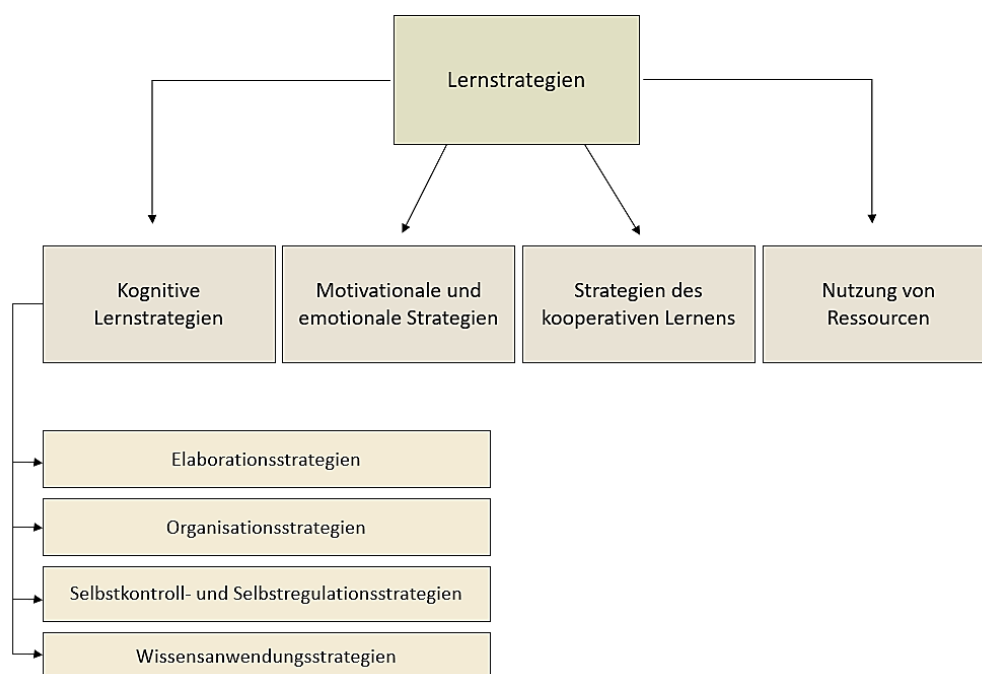 Lernstrategien
Kognitive
Lernstrategien
Motivationale und
emotionale Strategien
Strategien des
kooperativen Lernens
Nutzung von
Ressourcen
Elaborationsstrategien
Organisationsstrategien
Selbstkontroll- und Selbstregulationsstrategien
Wissensanwendungsstrategien